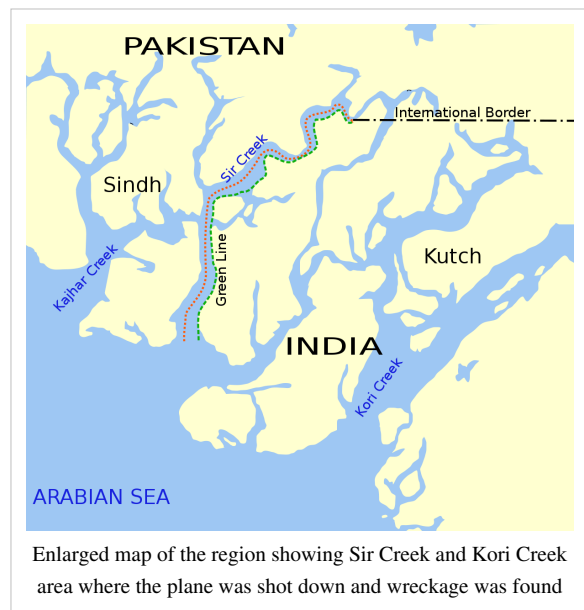 PAKISTAN
International Border
Sir Creek
Sindh
Green Line
Kutch
Kajhar Creek
INDIA
Kori Creek
ARABIAN SEA
Enlarged map of the region showing Sir Creek and Kori Creek
area where the plane was shot down and wreckage was found